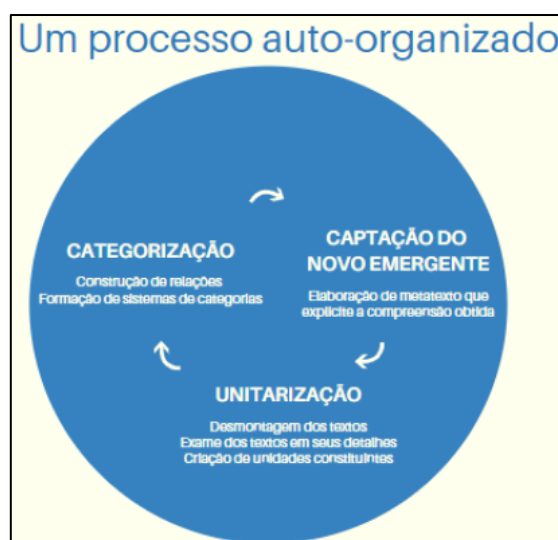 Um processo auto-organizado
CATEGORIZAÇÃO
Construção de relações
Formação de sistemas de categorias
CAPTAÇÃO DO
NOVO EMERGENTE
Elaboração de metatexto que
explicite a compreensão obtida
UNITARIZAÇÃO
Desmontagem dos textos
Exame dos textos em seus detalhes
Criação de unidades constituintes